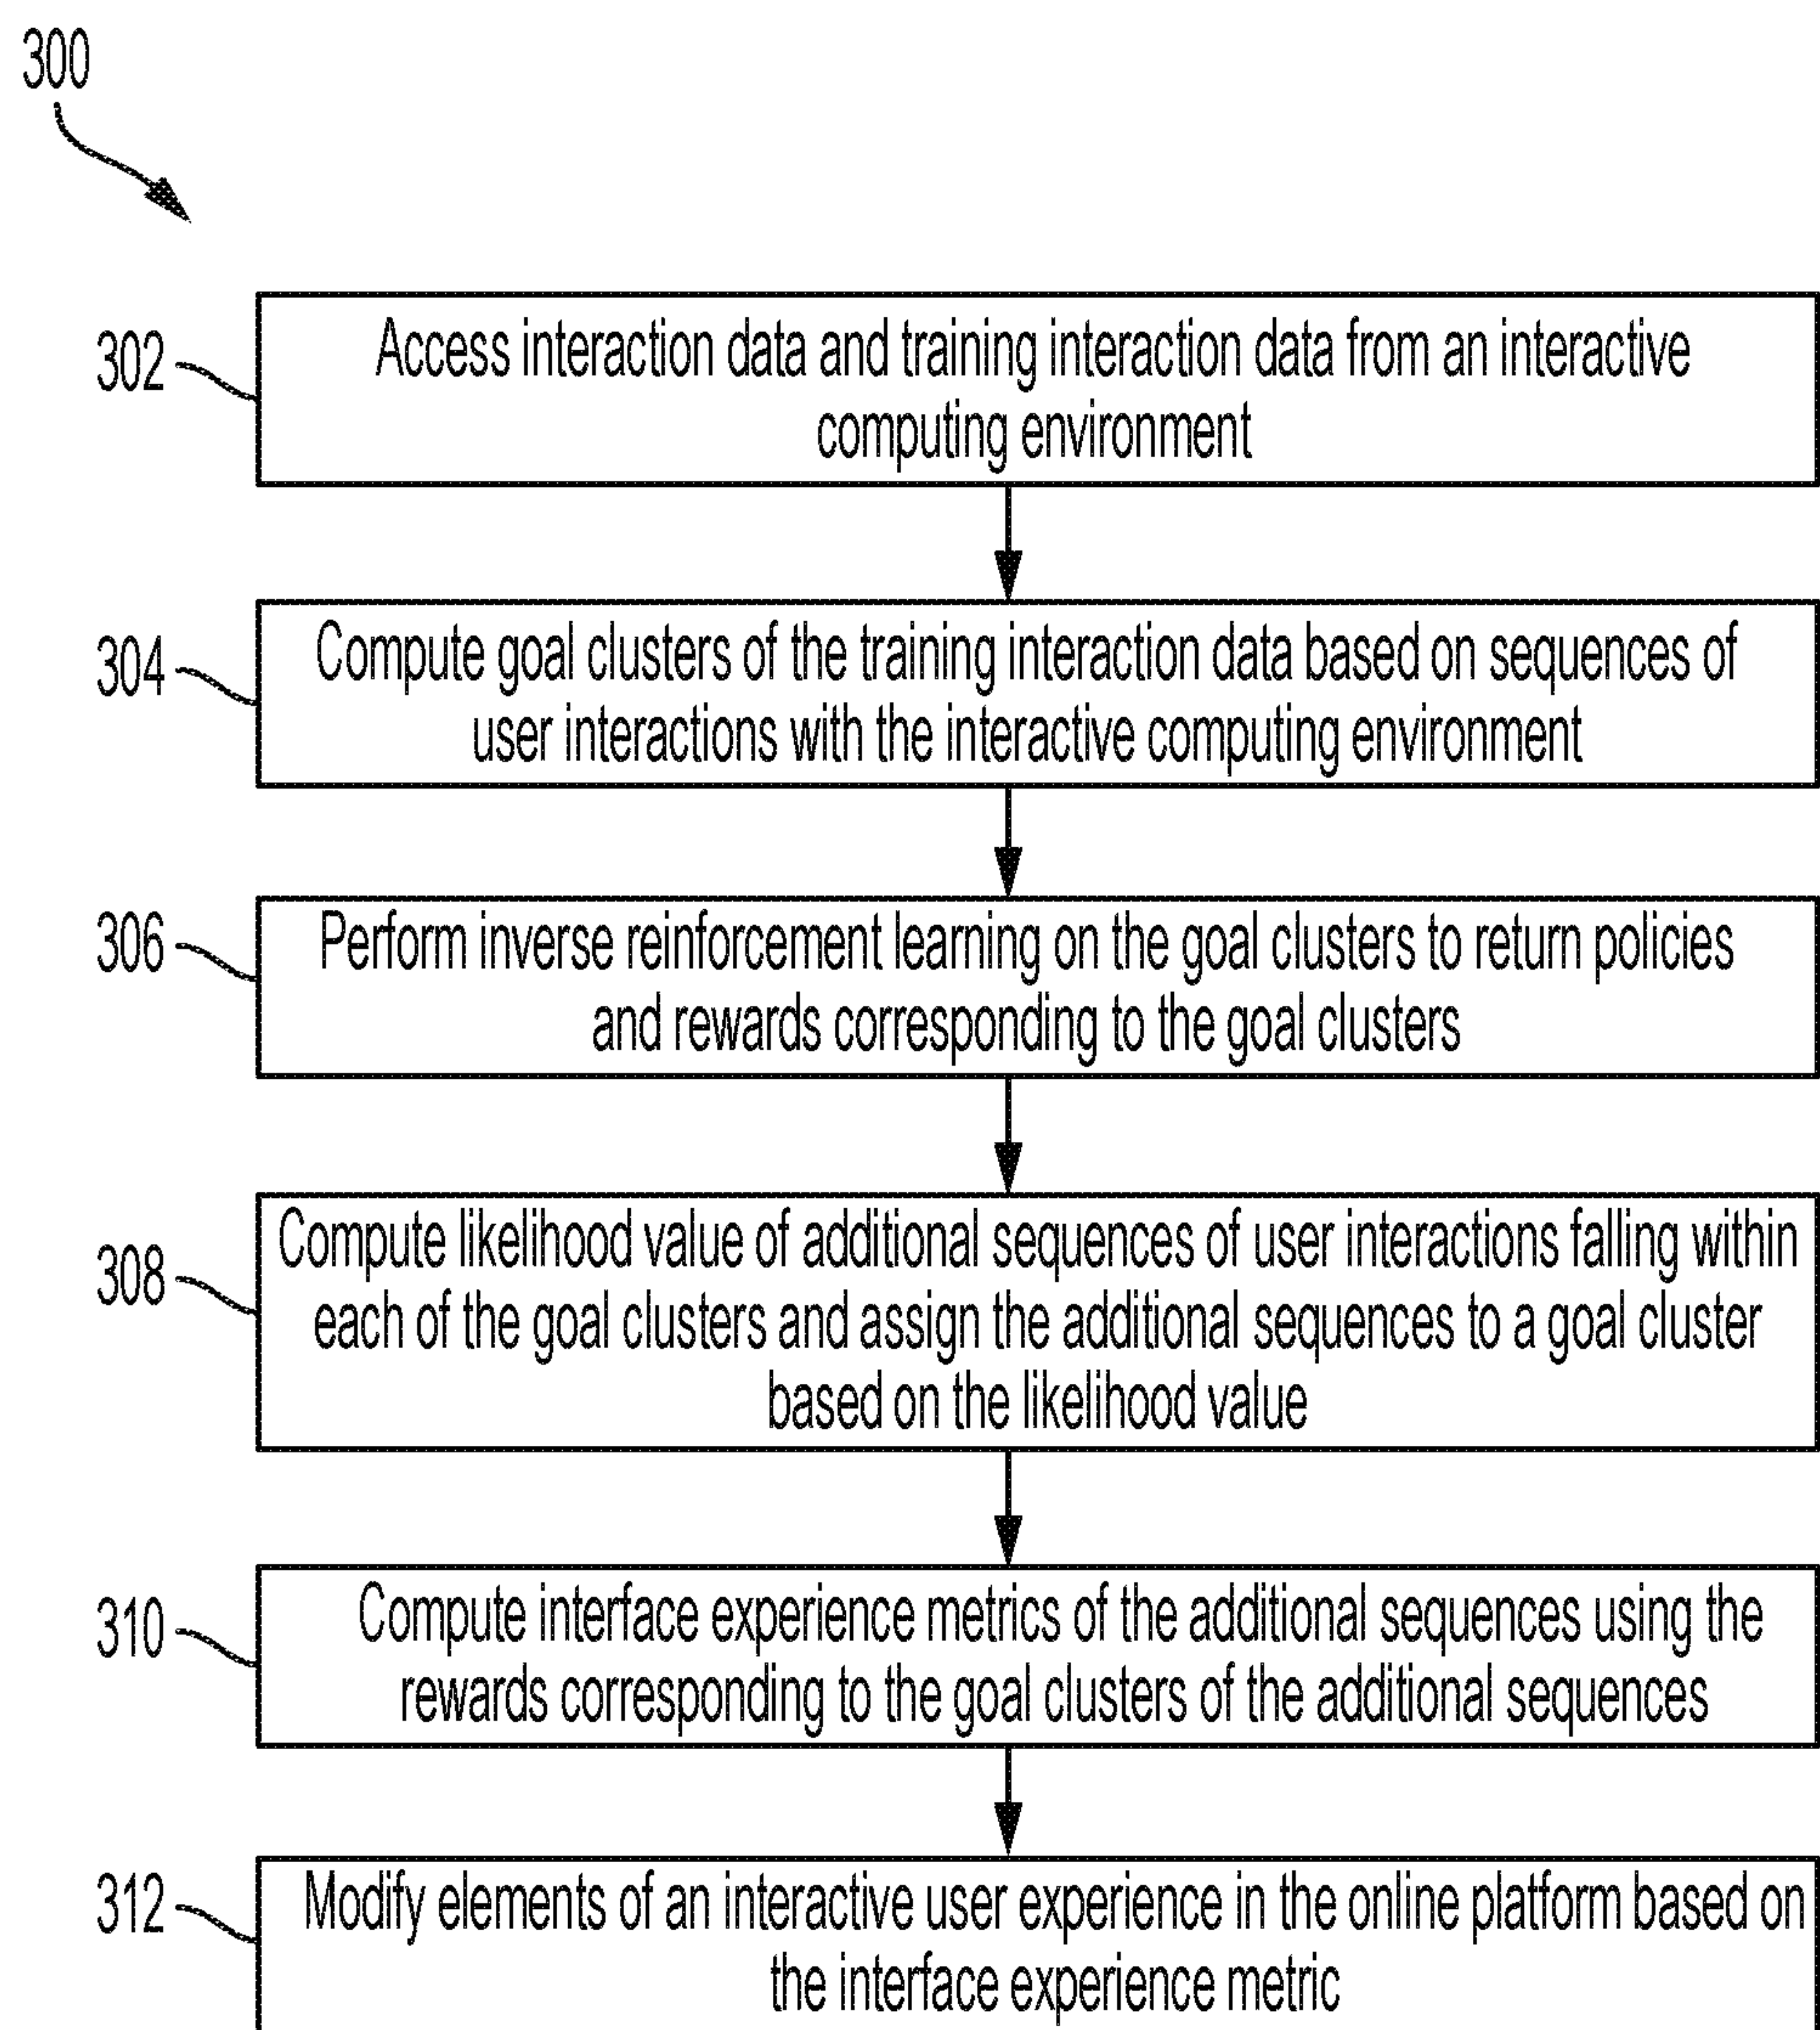 300
302
Access interaction data and training interaction data from an interactive
computing environment
304
Compute goal clusters of the training interaction data based on sequences of
user interactions with the interactive computing environment
306
Perform inverse reinforcement learning on the goal clusters to return policies
and rewards corresponding to the goal clusters
308
Compute likelihood value of additional sequences of user interactions falling within
each of the goal clusters and assign the additional sequences to a goal cluster
based on the likelihood value
310
Compute interface experience metrics of the additional sequences using the
rewards corresponding to the goal clusters of the additional sequences
312
Modify elements of an interactive user experience in the online platform based on
the interface experience metric